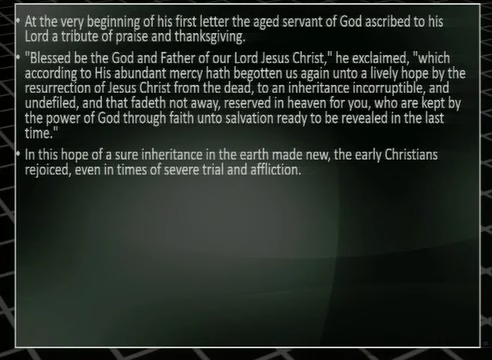 • At the very beginning of his first letter the aged servant of God ascribed to his
Lord a tribute of praise and thanksgiving.
• "Blessed be the God and Father of our Lord Jesus Christ," he exclaimed, "which
according to His abundant mercy hath begotten us again unto a lively hope by the
resurrection of Jesus Christ from the dead, to an inheritance incorruptible, and
undefiled, and that fadeth not away, reserved in heaven for you, who are kept by
the power of God through faith unto salvation ready to be revealed in the last
time."
• In this hope of a sure inheritance in the earth made new, the early Christians
rejoiced, even in times of severe trial and affliction.